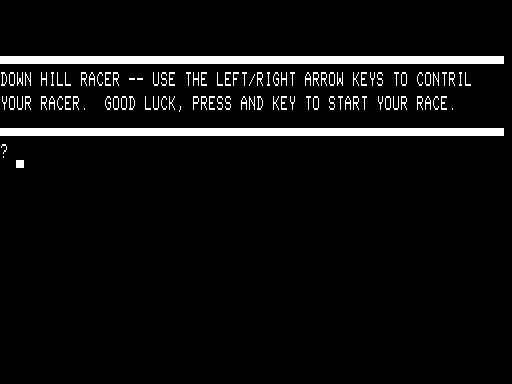 DOWN HILL RACER -- USE THE LEFT/RIGHT ARROW KEYS TO CONTRIL
YOUR RACER.  GOOD LUCK, PRESS AND KEY TO START YOUR RACE.
?